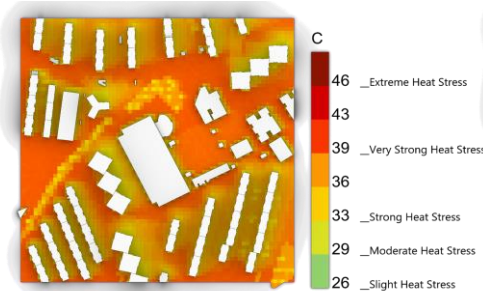 C
46 _Extreme Heat Stress
43
39 _Very Strong Heat Stress
36
33 _Strong Heat Stress
29 _Moderate Heat Stress
26 _Slight Heat Stress